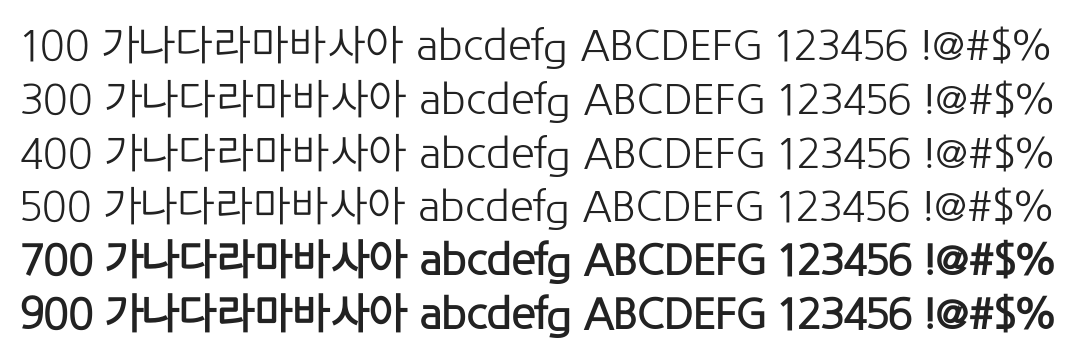 100 가나다라마바사아 abcdefg ABCDEFG 123456 !@#$%
300 가나다라마바사아 abcdefg ABCDEFG 123456 !@#$%
400 가나다라마바사아 abcdefg ABCDEFG 123456 !@#$%
500 가나다라마바사아 abcdefg ABCDEFG 123456 !@#$%
700 가나다라마바사아 abcdefg ABCDEFG 123456 !@#$%
900 가나다라마바사아 abcdefg ABCDEFG 123456 !@#$%